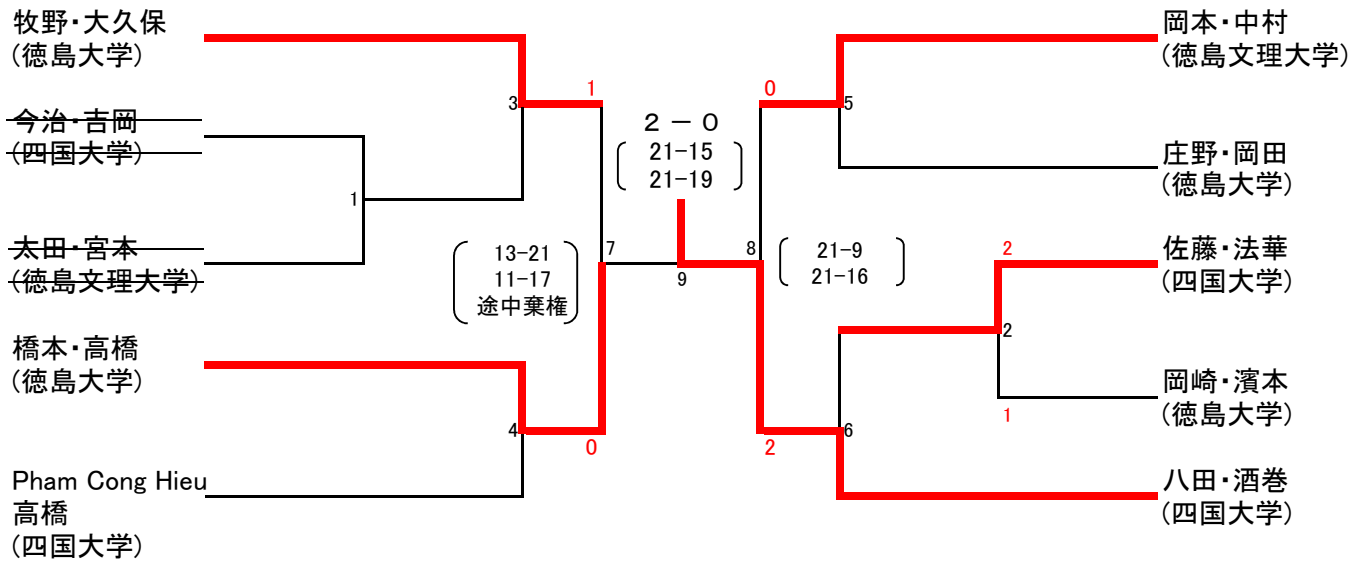 牧野・大久保
(徳島大学)
今治・吉岡
(四国大学)
太田・宮本
(徳島文理大学)
橋本・高橋
(徳島大学)
Pham Cong Hieu
高橋
(四国大学)
3
1
1
4
0
13-21
11-17
途中棄権
7
2 － 0
21-15
21-19
9
8
21-9
21-16
0
5
2
2
1
6
2
岡本・中村
(徳島文理大学)
庄野・岡田
(徳島大学)
佐藤・法華
(四国大学)
岡崎・濱本
(徳島大学)
八田・酒巻
(四国大学)